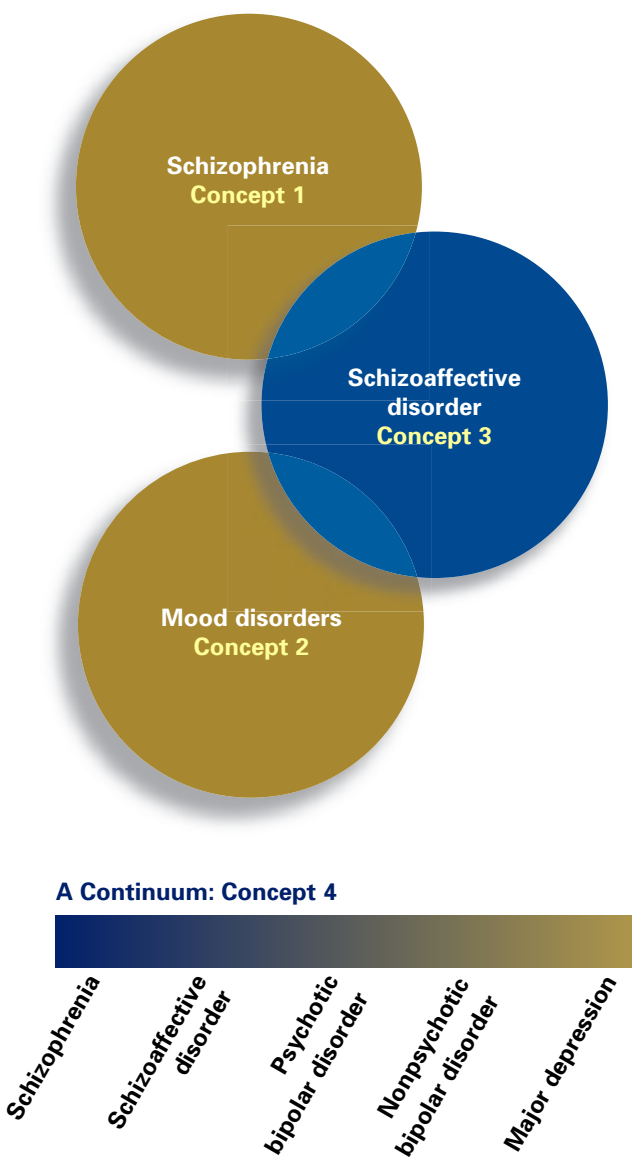 Schizophrenia
Concept 1
Schizoaffective
disorder
Concept 3
Mood disorders
Concept 2
A Continuum: Concept 4
Schizophrenia
Schizoaffective
disorder
Psychotic
bipolar disorder
Nonpsychotic
bipolar disorder
Major depression